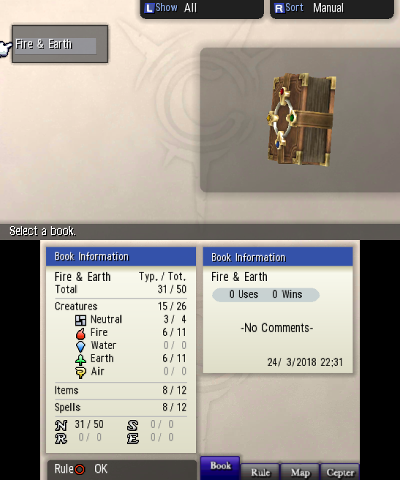 L Show All
R Sort Manual
Fire & Earth
Select a book.
Book Information
Fire & Earth Typ. / Tot.
Total 31 / 50
Creatures 15 / 26
Neutral 3 / 4
Fire 6 / 11
Water 0 / 0
Earth 6 / 11
Air 0 / 0
Items 8 / 12
Spells 8 / 12
N 31 / 50 S 0 / 0
R 0 / 0 E 0 / 0
Book Information
Fire & Earth
0 Uses 0 Wins
-No Comments-
24/ 3/2018 22:31
Rule OK
Book Rule Map Cepter